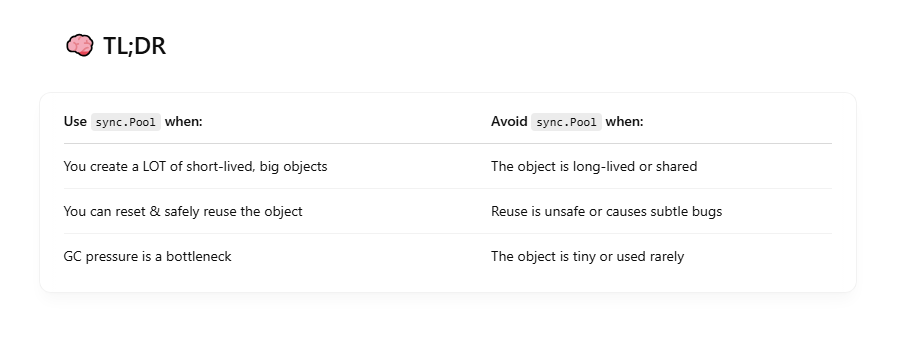 🧠 TL;DR
Use sync.Pool when: Avoid sync.Pool when:
You create a LOT of short-lived, big objects The object is long-lived or shared
You can reset & safely reuse the object Reuse is unsafe or causes subtle bugs
GC pressure is a bottleneck The object is tiny or used rarely